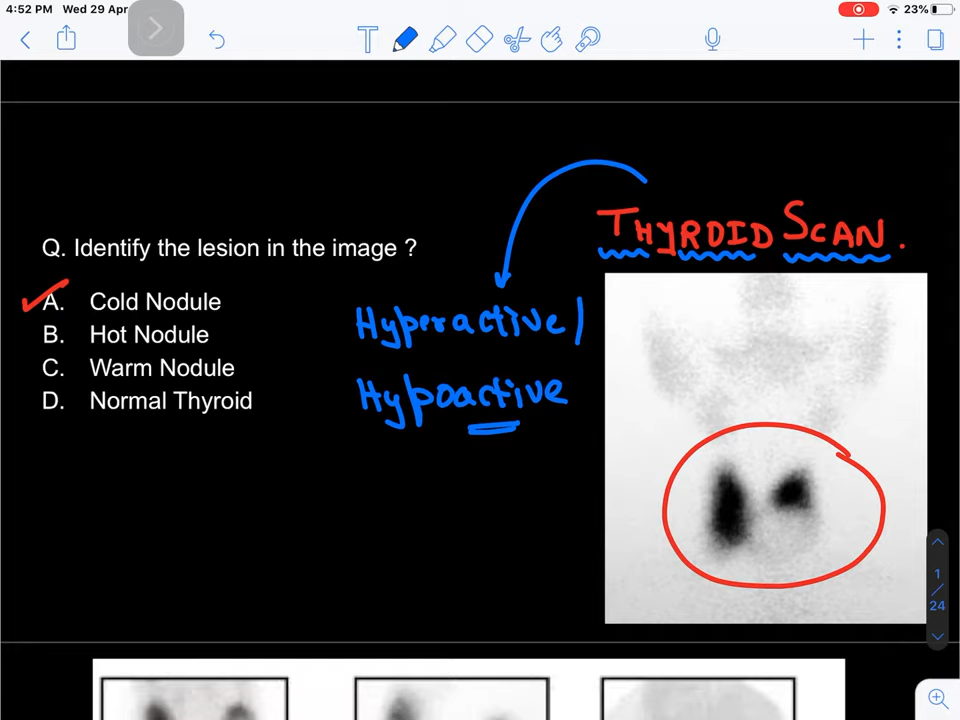 4:52 PM Wed 29 Apr
23%
THYROID SCAN.
Q. Identify the lesion in the image ?
A. Cold Nodule
B. Hot Nodule
C. Warm Nodule
D. Normal Thyroid
Hyperactive/
Hypoactive
1
/
24